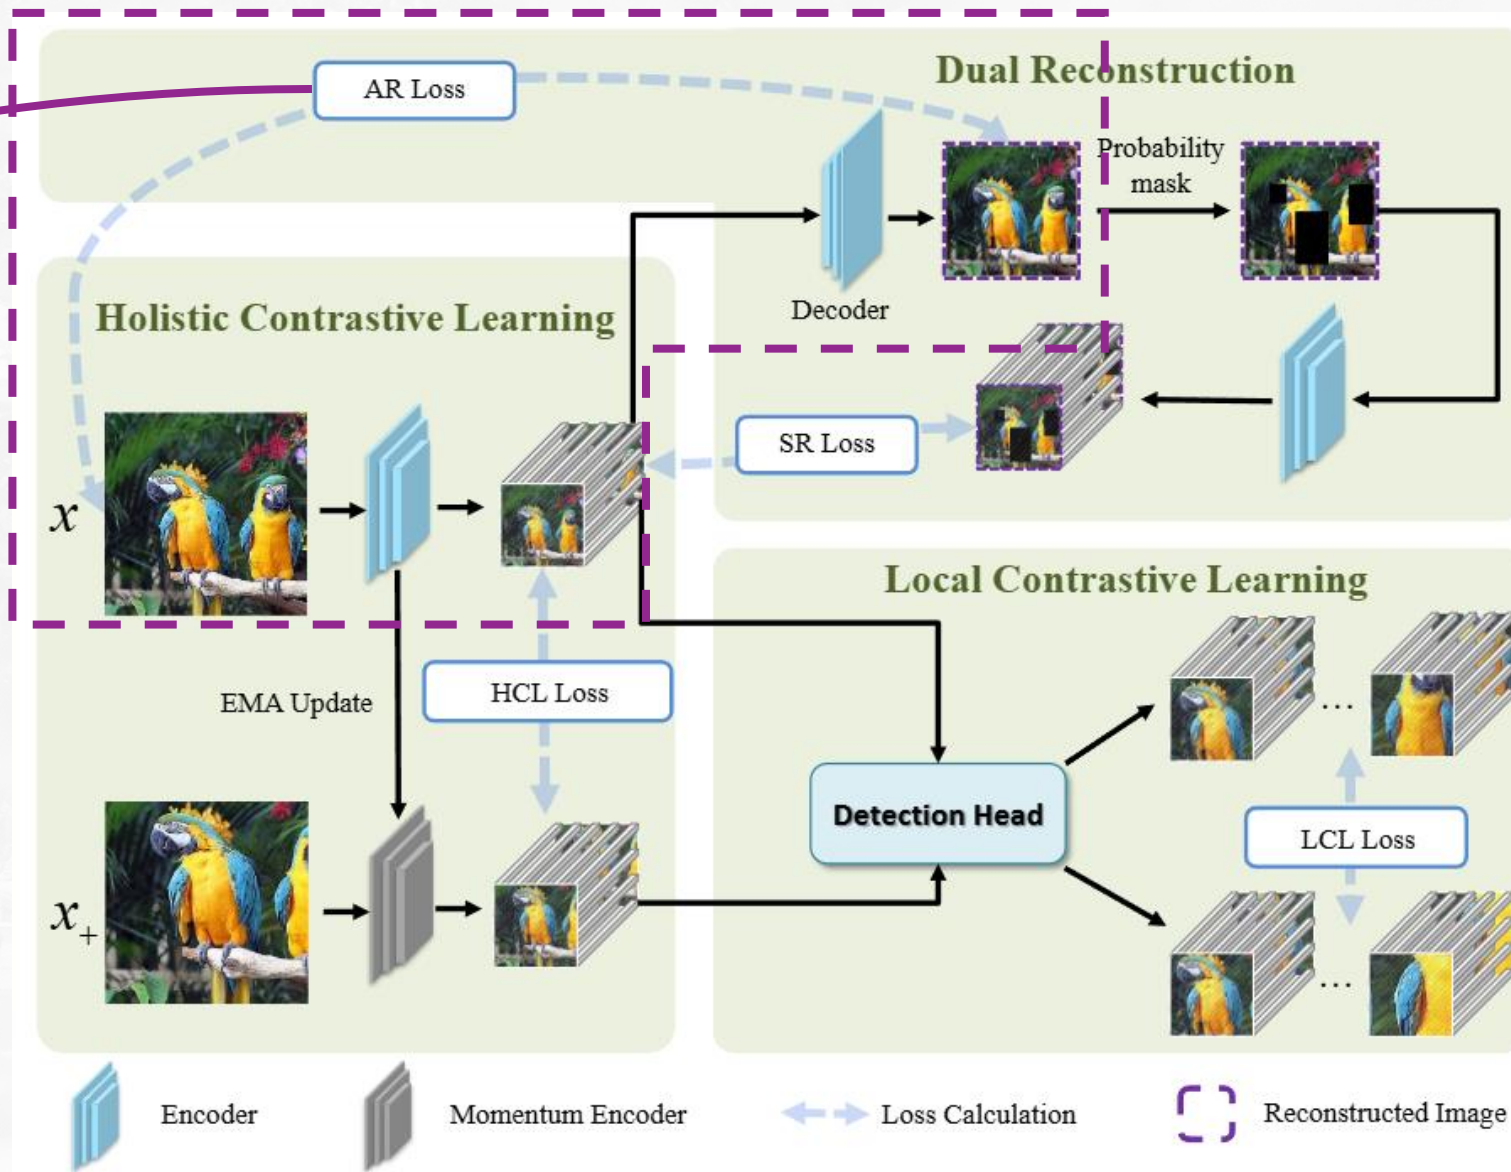 AR Loss
Dual Reconstruction
Probability
mask
Decoder
Holistic Contrastive Learning
SR Loss
x
Local Contrastive Learning
EMA Update
HCL Loss
...
Detection Head
LCL Loss
x+
...
Encoder
Momentum Encoder
Loss Calculation
Reconstructed Image